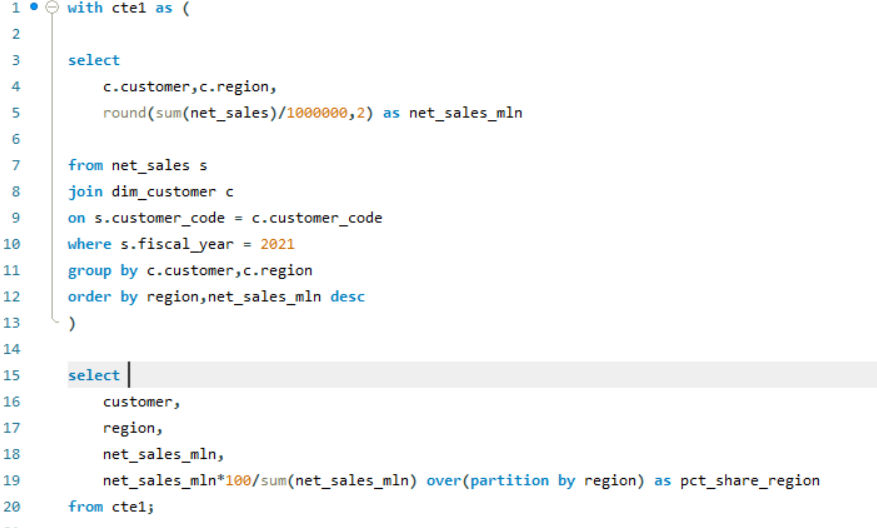 1 with cte1 as (
2
3 select
4 c.customer,c.region,
5 round(sum(net_sales)/1000000,2) as net_sales_mln
6
7 from net_sales s
8 join dim_customer c
9 on s.customer_code = c.customer_code
10 where s.fiscal_year = 2021
11 group by c.customer,c.region
12 order by region,net_sales_mln desc
13 )
14
15 select
16 customer,
17 region,
18 net_sales_mln,
19 net_sales_mln*100/sum(net_sales_mln) over(partition by region) as pct_share_region
20 from cte1;